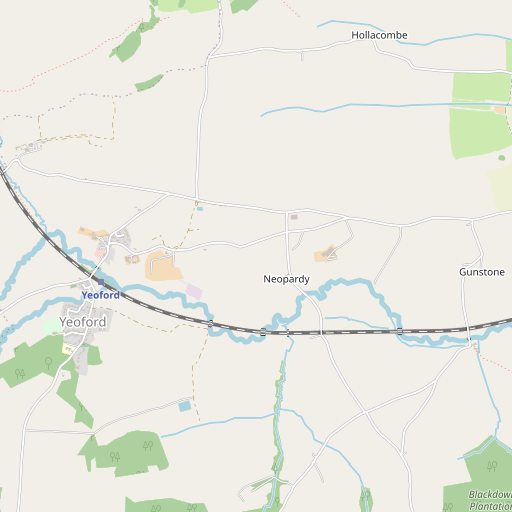 Hollacombe
Gunstone
Neopardy
Yeoford
Yeoford
Blackdown
Plantation